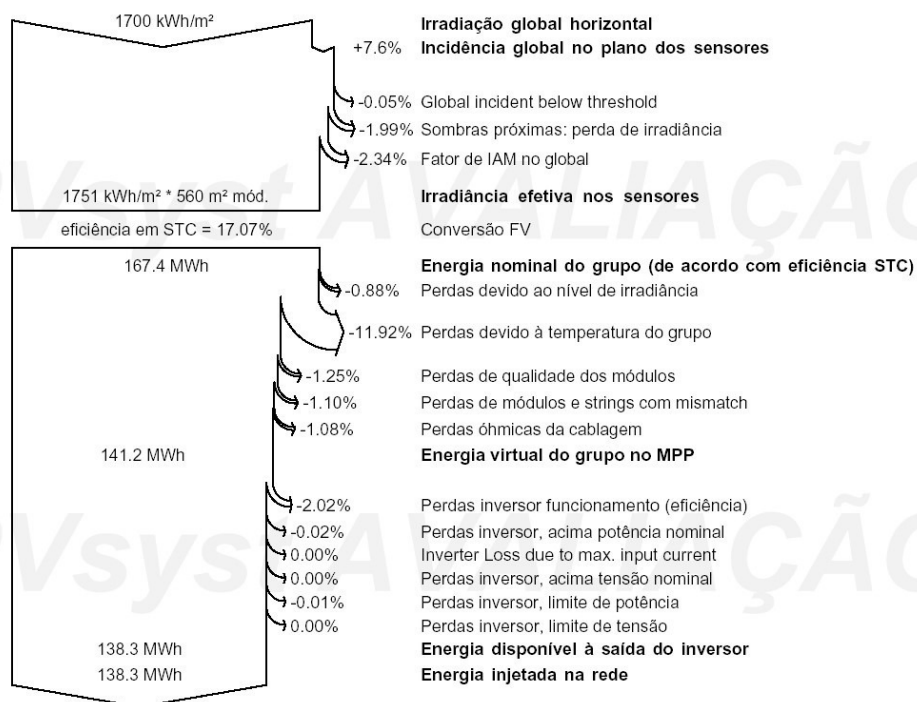 1700 kWh/m² Irradiação global horizontal
+7.6% Incidência global no plano dos sensores
-0.05% Global incident below threshold
-1.99% Sombras próximas: perda de irradiância
-2.34% Fator de IAM no global
1751 kWh/m² * 560 m² mód. Irradiância efetiva nos sensores
eficiência em STC = 17.07% Conversão FV
167.4 MWh Energia nominal do grupo (de acordo com eficiência STC)
-0.88% Perdas devido ao nível de irradiância
-11.92% Perdas devido à temperatura do grupo
-1.25% Perdas de qualidade dos módulos
-1.10% Perdas de módulos e strings com mismatch
-1.08% Perdas óhmicas da cablagem
141.2 MWh Energia virtual do grupo no MPP
-2.02% Perdas inversor funcionamento (eficiência)
-0.02% Perdas inversor, acima potência nominal
0.00% Inverter Loss due to max. input current
0.00% Perdas inversor, acima tensão nominal
-0.01% Perdas inversor, limite de potência
0.00% Perdas inversor, limite de tensão
138.3 MWh Energia disponível à saída do inversor
138.3 MWh Energia injetada na rede
PVsyst AVALIAÇÃO
PVsyst AVALIAÇÃO